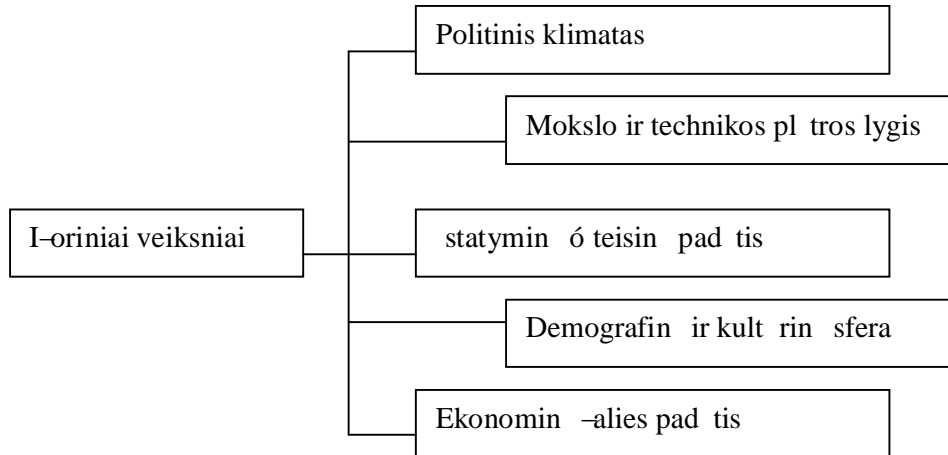 Politinis klimatas
Mokslo ir technikos pl tros lygis
I–oriniai veiksniai
statymin ó teisin pad tis
Demografin ir kult rin sfera
Ekonomin –alies pad tis